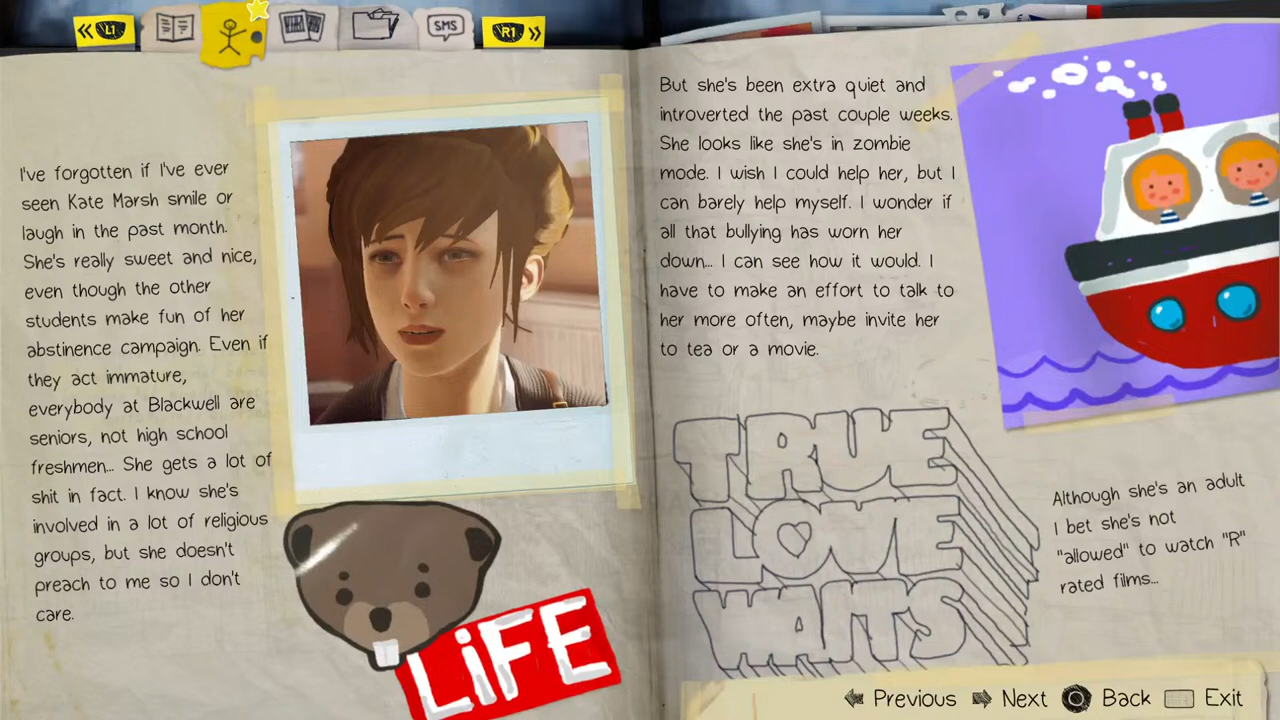 L1
SMS
R1
I've forgotten if I've ever
seen Kate Marsh smile or
laugh in the past month.
She's really sweet and nice,
even though the other
students make fun of her
abstinence campaign. Even if
they act immature,
everybody at Blackwell are
seniors, not high school
freshmen... She gets a lot of
shit in fact. I know she's
involved in a lot of religious
groups, but she doesn't
preach to me so I don't
care.
LiFE
But she's been extra quiet and
introverted the past couple weeks.
She looks like she's in zombie
mode. I wish I could help her, but I
can barely help myself. I wonder if
all that bullying has worn her
down... I can see how it would. I
have to make an effort to talk to
her more often, maybe invite her
to tea or a movie.
TRUE
LOVE
WAITS
Although she's an adult
I bet she's not
"allowed" to watch "R"
rated films...
Previous
Next
Back
Exit